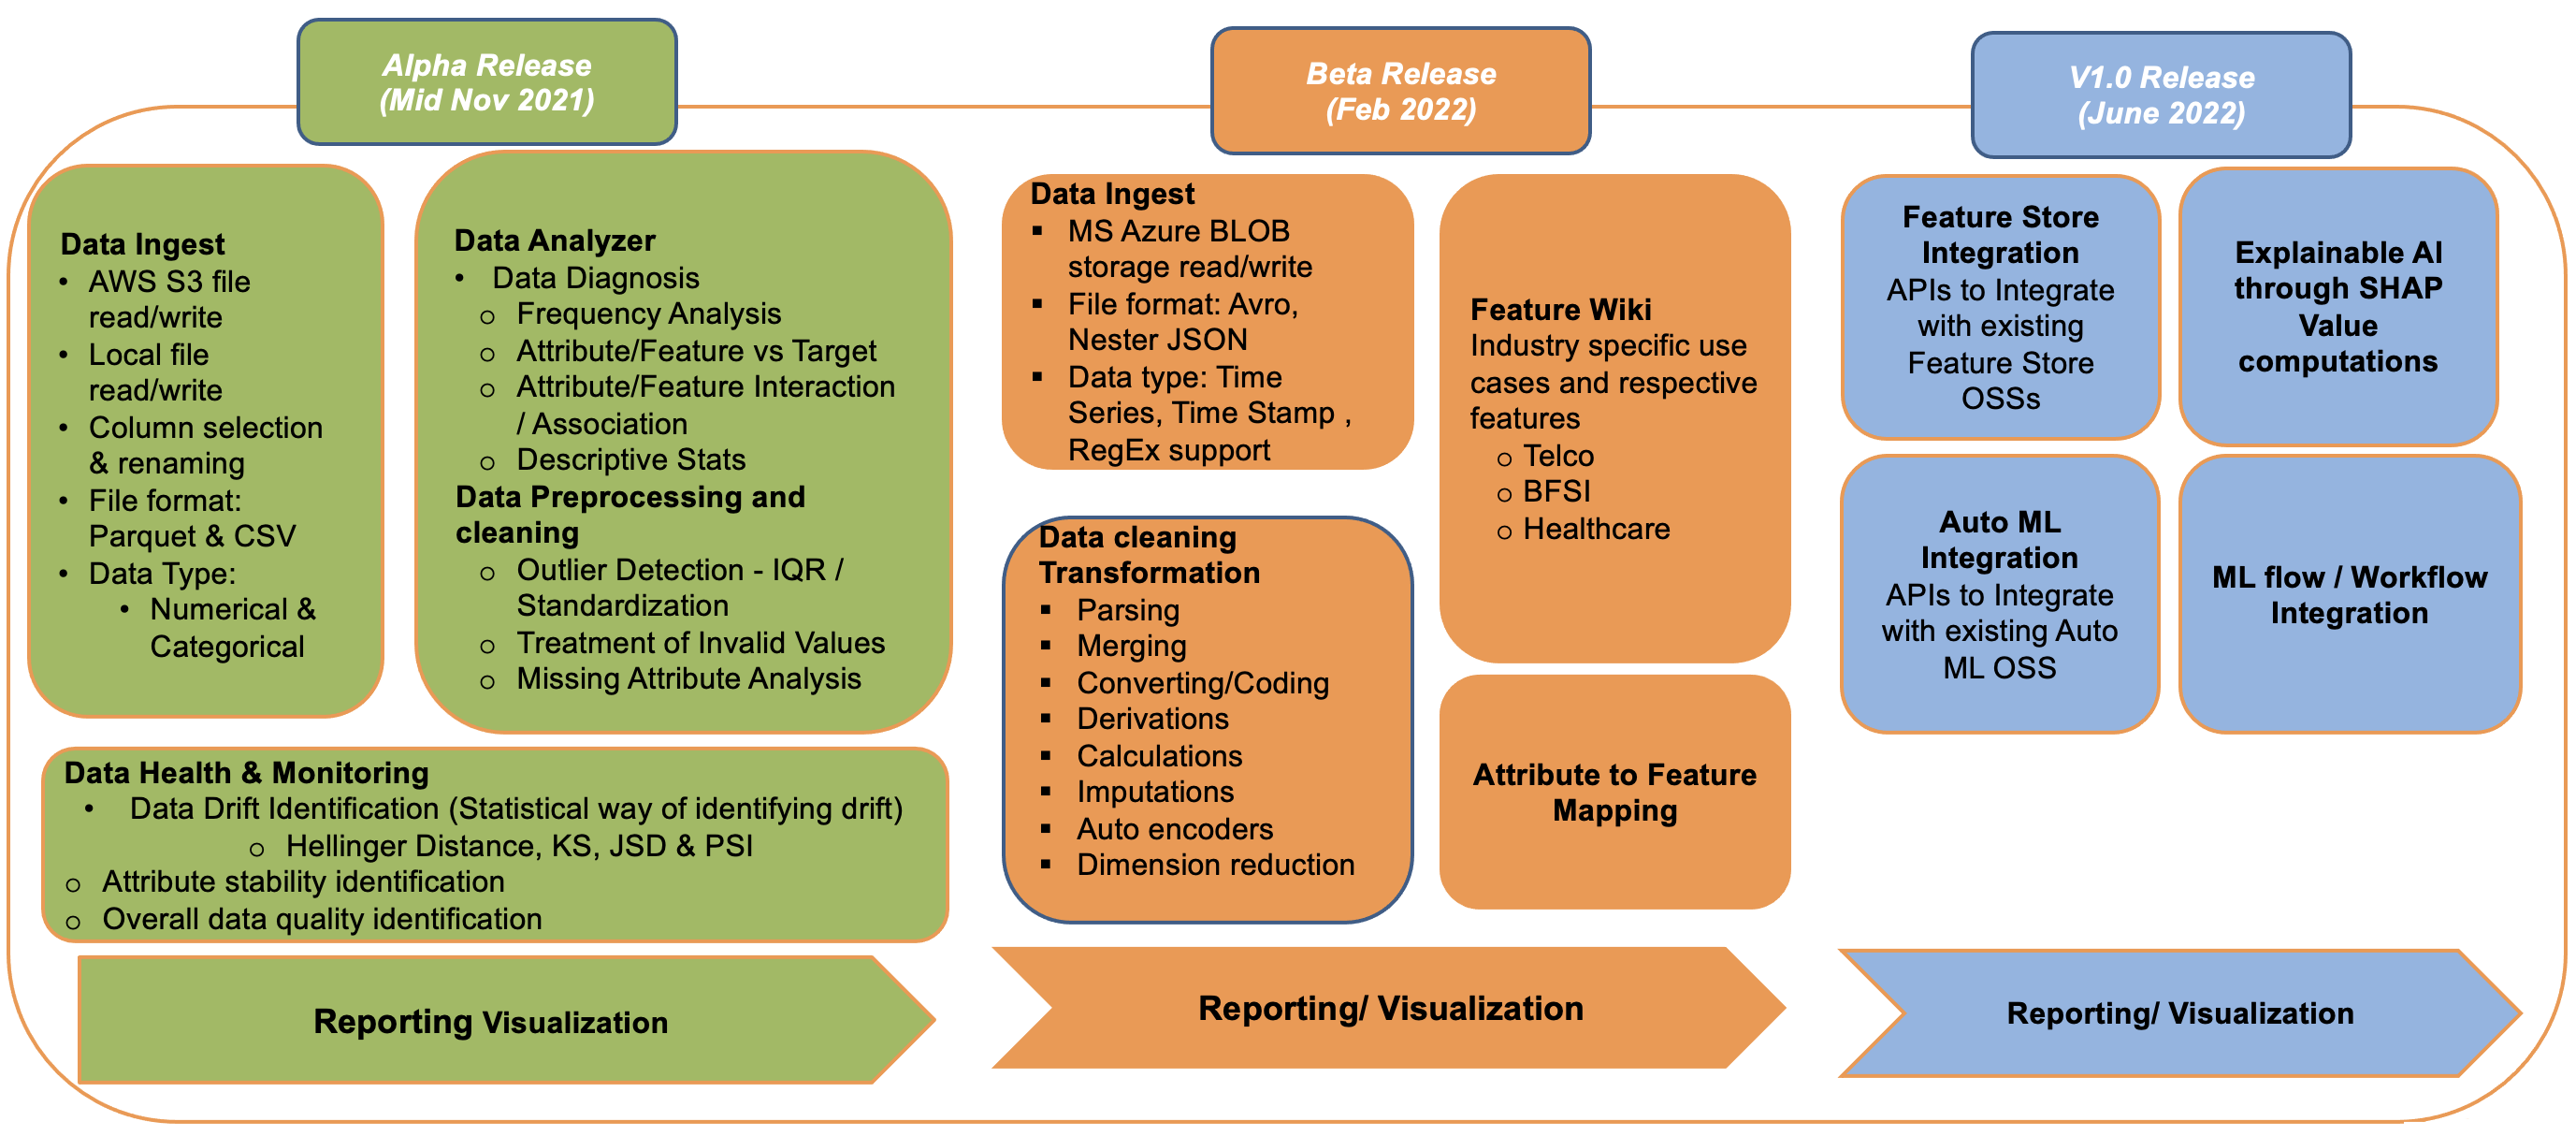 Alpha Release
(Mid Nov 2021)
Data Ingest
• AWS S3 file
read/write
• Local file
read/write
• Column selection
& renaming
• File format:
Parquet & CSV
• Data Type:
• Numerical &
Categorical
Data Analyzer
• Data Diagnosis
o Frequency Analysis
o Attribute/Feature vs Target
o Attribute/Feature Interaction
/ Association
o Descriptive Stats
Data Preprocessing and
cleaning
o Outlier Detection - IQR /
Standardization
o Treatment of Invalid Values
o Missing Attribute Analysis
Data Health & Monitoring
• Data Drift Identification (Statistical way of identifying drift)
o Hellinger Distance, KS, JSD & PSI
o Attribute stability identification
o Overall data quality identification
Reporting Visualization
Beta Release
(Feb 2022)
Data Ingest
▪ MS Azure BLOB
storage read/write
▪ File format: Avro,
Nester JSON
▪ Data type: Time
Series, Time Stamp ,
RegEx support
Data cleaning
Transformation
▪ Parsing
▪ Merging
▪ Converting/Coding
▪ Derivations
▪ Calculations
▪ Imputations
▪ Auto encoders
▪ Dimension reduction
Feature Wiki
Industry specific use
cases and respective
features
o Telco
o BFSI
o Healthcare
Attribute to Feature
Mapping
Reporting/ Visualization
V1.0 Release
(June 2022)
Feature Store
Integration
APIs to Integrate
with existing
Feature Store
OSSs
Explainable AI
through SHAP
Value
computations
Auto ML
Integration
APIs to Integrate
with existing Auto
ML OSS
ML flow / Workflow
Integration
Reporting/ Visualization